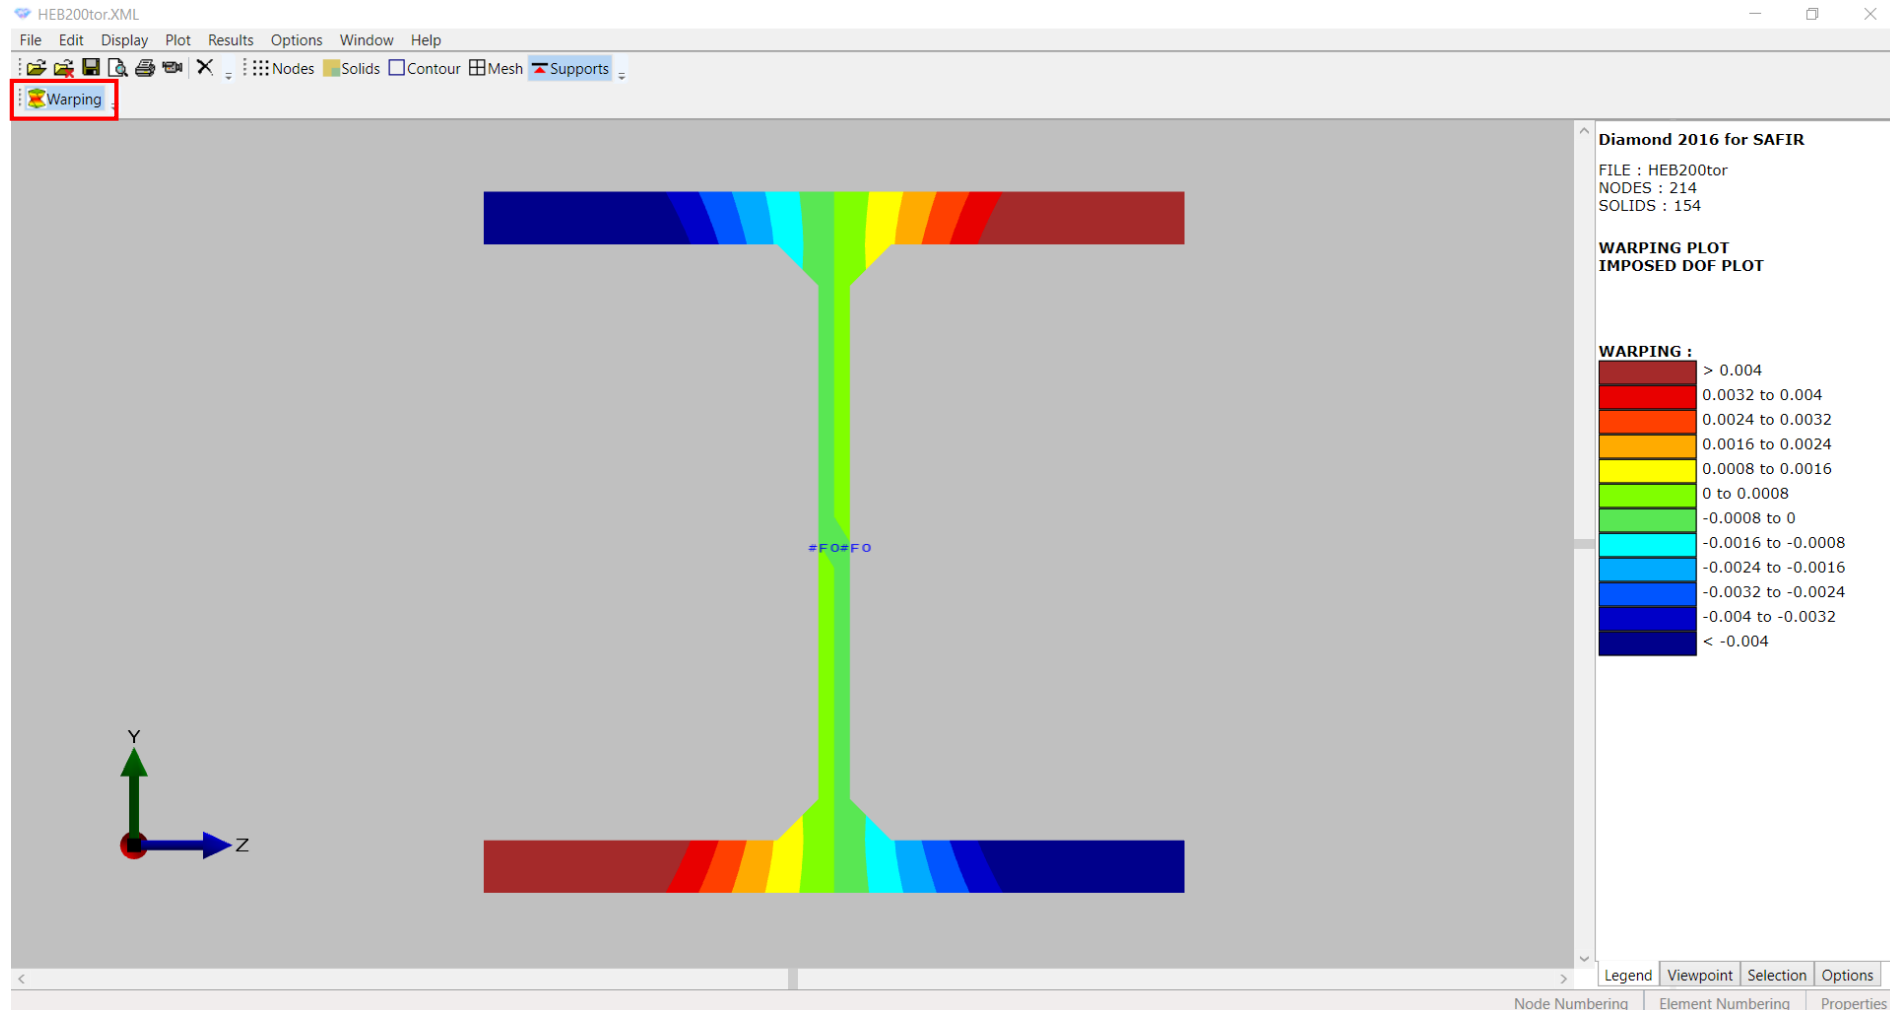 HEB200tor.XML
File Edit Display Plot Results Options Window Help
Nodes Solids Contour Mesh Supports
Warping
Diamond 2016 for SAFIR
FILE : HEB200tor
NODES : 214
SOLIDS : 154
WARPING PLOT
IMPOSED DOF PLOT
WARPING :
> 0.004
0.0032 to 0.004
0.0024 to 0.0032
0.0016 to 0.0024
0.0008 to 0.0016
0 to 0.0008
-0.0008 to 0
-0.0016 to -0.0008
-0.0024 to -0.0016
-0.0032 to -0.0024
-0.004 to -0.0032
< -0.004
#F0#F0
Y
Z
Legend Viewpoint Selection Options
Node Numbering Element Numbering Properties